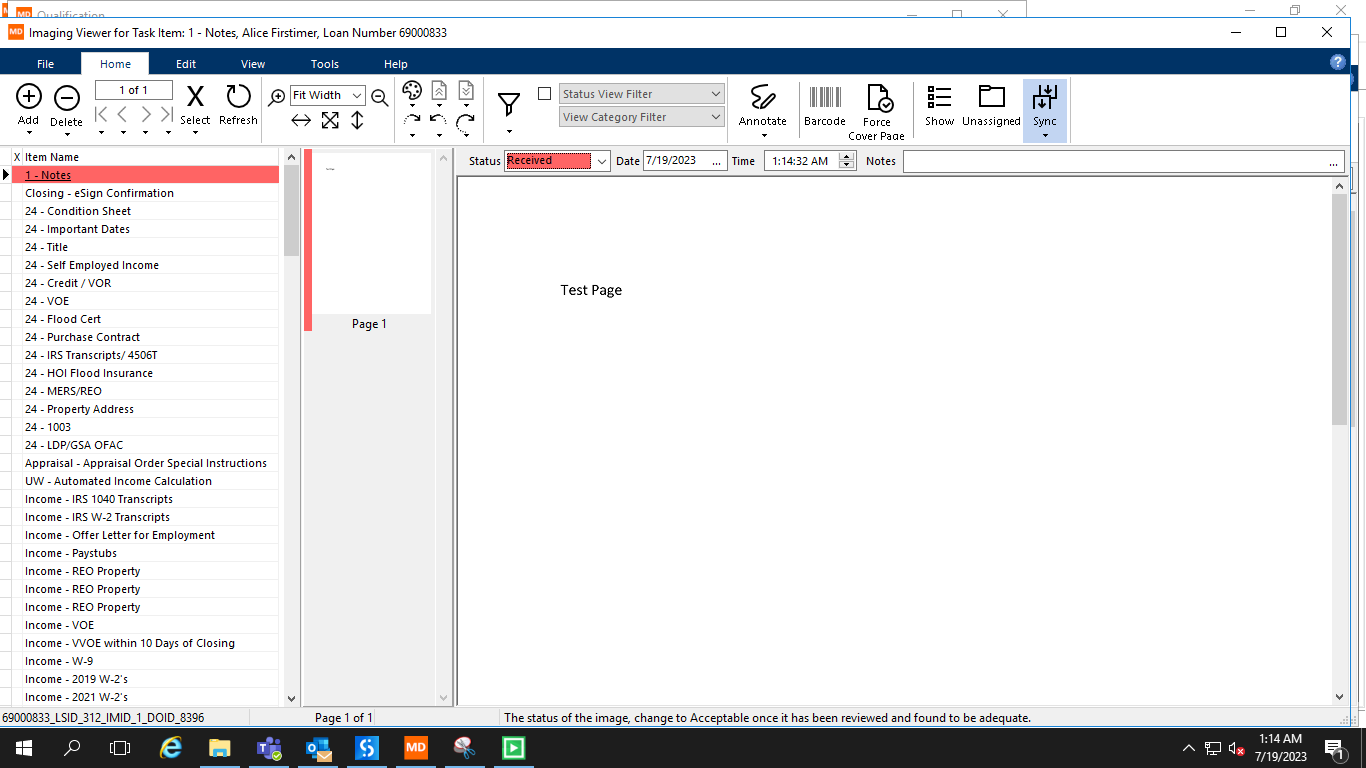 Qualification
MD Imaging Viewer for Task Item: 1 - Notes, Alice Firstimer, Loan Number 69000833
File Home Edit View Tools Help
Add Delete 1 of 1 Select Refresh Fit Width Status View Filter View Category Filter Annotate Barcode Force Cover Page Show Unassigned Sync
X Item Name
Status Received Date 7/19/2023 ... Time 1:14:32 AM Notes ...
1 - Notes
Closing - eSign Confirmation
24 - Condition Sheet
24 - Important Dates
24 - Title
24 - Self Employed Income
24 - Credit / VOR
24 - VOE
24 - Flood Cert
24 - Purchase Contract
24 - IRS Transcripts/ 4506T
24 - HOI Flood Insurance
24 - MERS/REO
24 - Property Address
24 - 1003
24 - LDP/GSA OFAC
Appraisal - Appraisal Order Special Instructions
UW - Automated Income Calculation
Income - IRS 1040 Transcripts
Income - IRS W-2 Transcripts
Income - Offer Letter for Employment
Income - Paystubs
Income - REO Property
Income - REO Property
Income - REO Property
Income - VOE
Income - VVOE within 10 Days of Closing
Income - W-9
Income - 2019 W-2's
Income - 2021 W-2's
Page 1
Test Page
69000833_LSID_312_IMID_1_DOID_8396 Page 1 of 1 The status of the image, change to Acceptable once it has been reviewed and found to be adequate.
MD
1:14 AM
7/19/2023
1